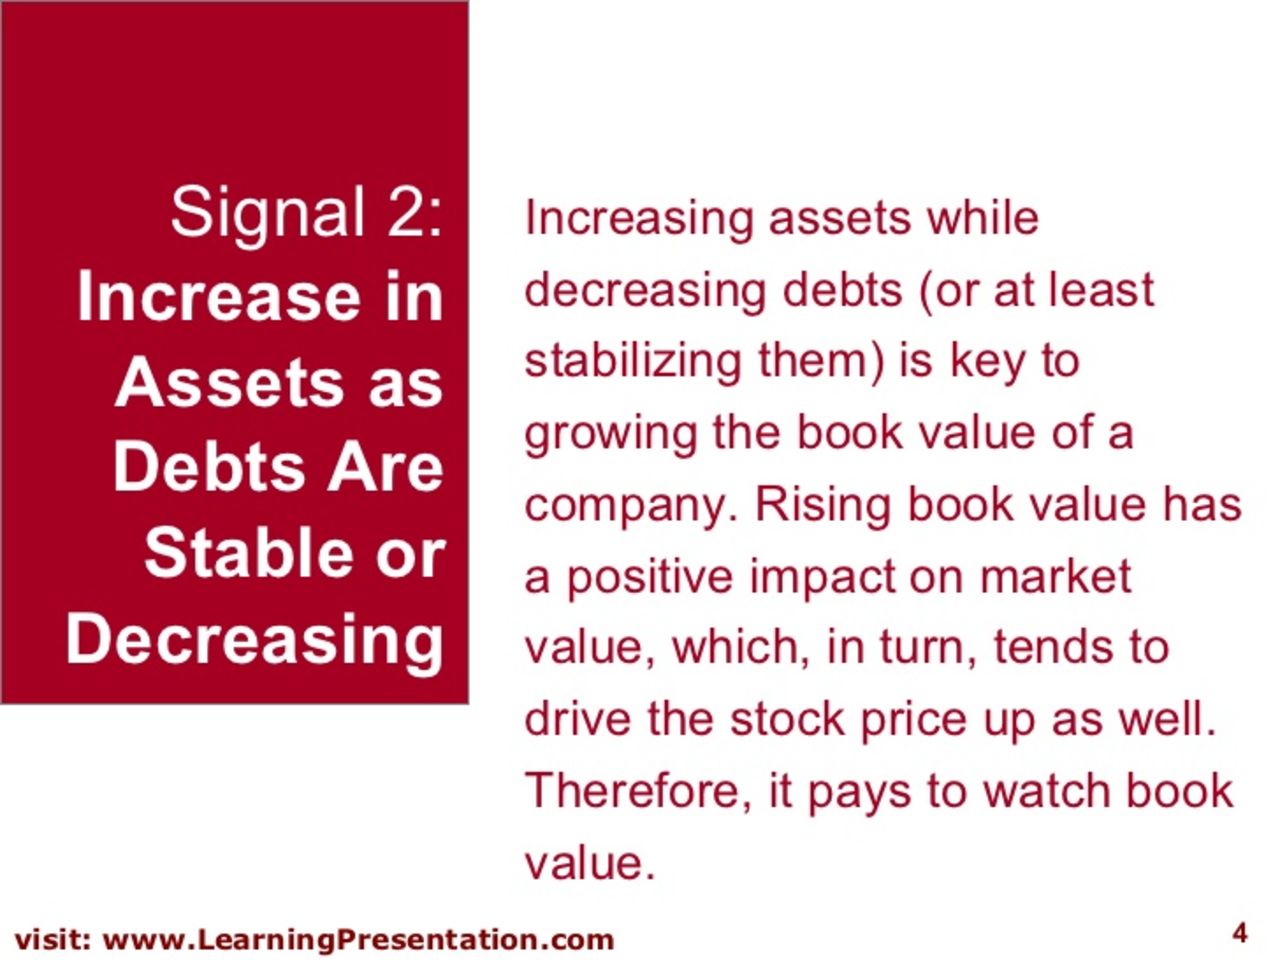 Signal 2:
Increase in
Assets as
Debts Are
Stable or
Decreasing
Increasing assets while
decreasing debts (or at least
stabilizing them) is key to
growing the book value of a
company. Rising book value has
a positive impact on market
value, which, in turn, tends to
drive the stock price up as well.
Therefore, it pays to watch book
value.
visit: www.LearningPresentation.com
4